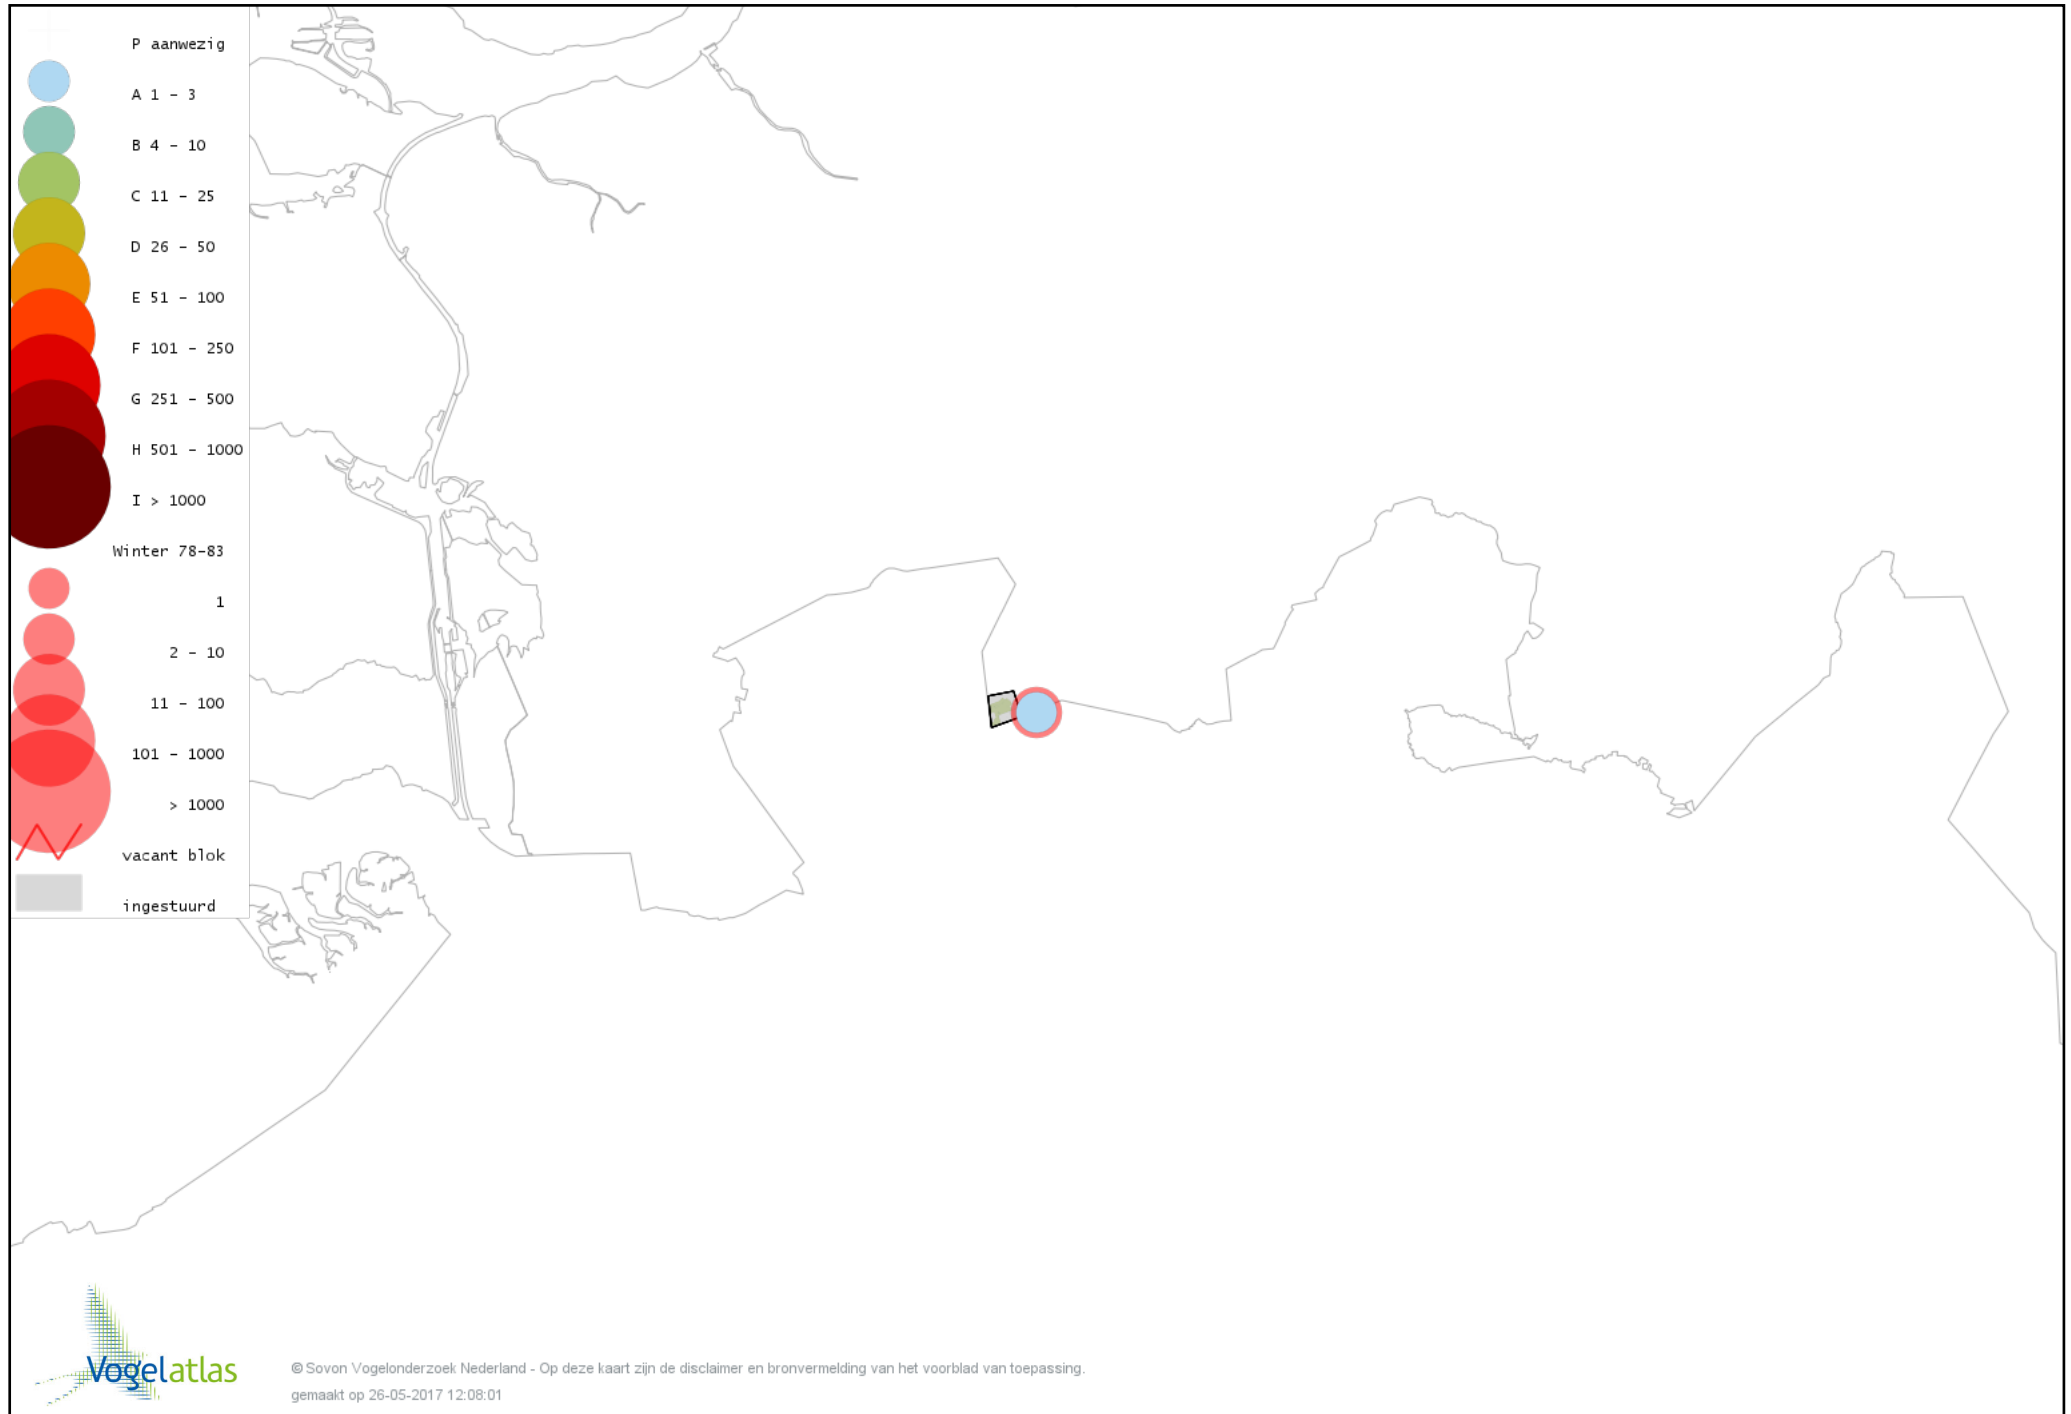 P aanwezig
A 1 - 3
B 4 - 10
C 11 - 25
D 26 - 50
E 51 - 100
F 101 - 250
G 251 - 500
H 501 - 1000
I > 1000
Winter 78-83
1
2 - 10
11 - 100
101 - 1000
> 1000
vacant blok
ingestuurd
Vogelatlas
© Sovon Vogelonderzoek Nederland - Op deze kaart zijn de disclaimer en bronvermelding van het voorblad van toepassing.
gemaakt op 26-05-2017 12:08:01